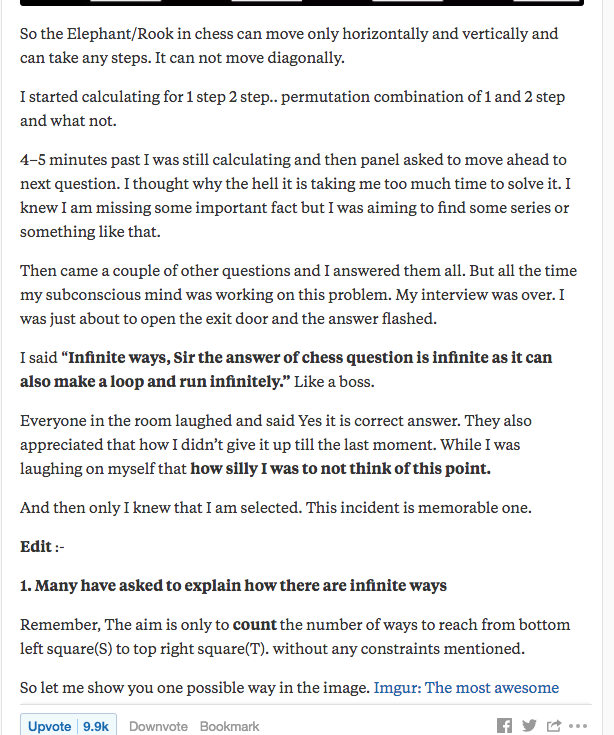 So the Elephant/Rook in chess can move only horizontally and vertically and
can take any steps. It can not move diagonally.
I started calculating for 1 step 2 step.. permutation combination of 1 and 2 step
and what not.
4–5 minutes past I was still calculating and then panel asked to move ahead to
next question. I thought why the hell it is taking me too much time to solve it. I
knew I am missing some important fact but I was aiming to find some series or
something like that.
Then came a couple of other questions and I answered them all. But all the time
my subconscious mind was working on this problem. My interview was over. I
was just about to open the exit door and the answer flashed.
I said “Infinite ways, Sir the answer of chess question is infinite as it can
also make a loop and run infinitely.” Like a boss.
Everyone in the room laughed and said Yes it is correct answer. They also
appreciated that how I didn’t give it up till the last moment. While I was
laughing on myself that how silly I was to not think of this point.
And then only I knew that I am selected. This incident is memorable one.
Edit :-
1. Many have asked to explain how there are infinite ways
Remember, The aim is only to count the number of ways to reach from bottom
left square(S) to top right square(T). without any constraints mentioned.
So let me show you one possible way in the image. Imgur: The most awesome
Upvote 9.9k Downvote Bookmark